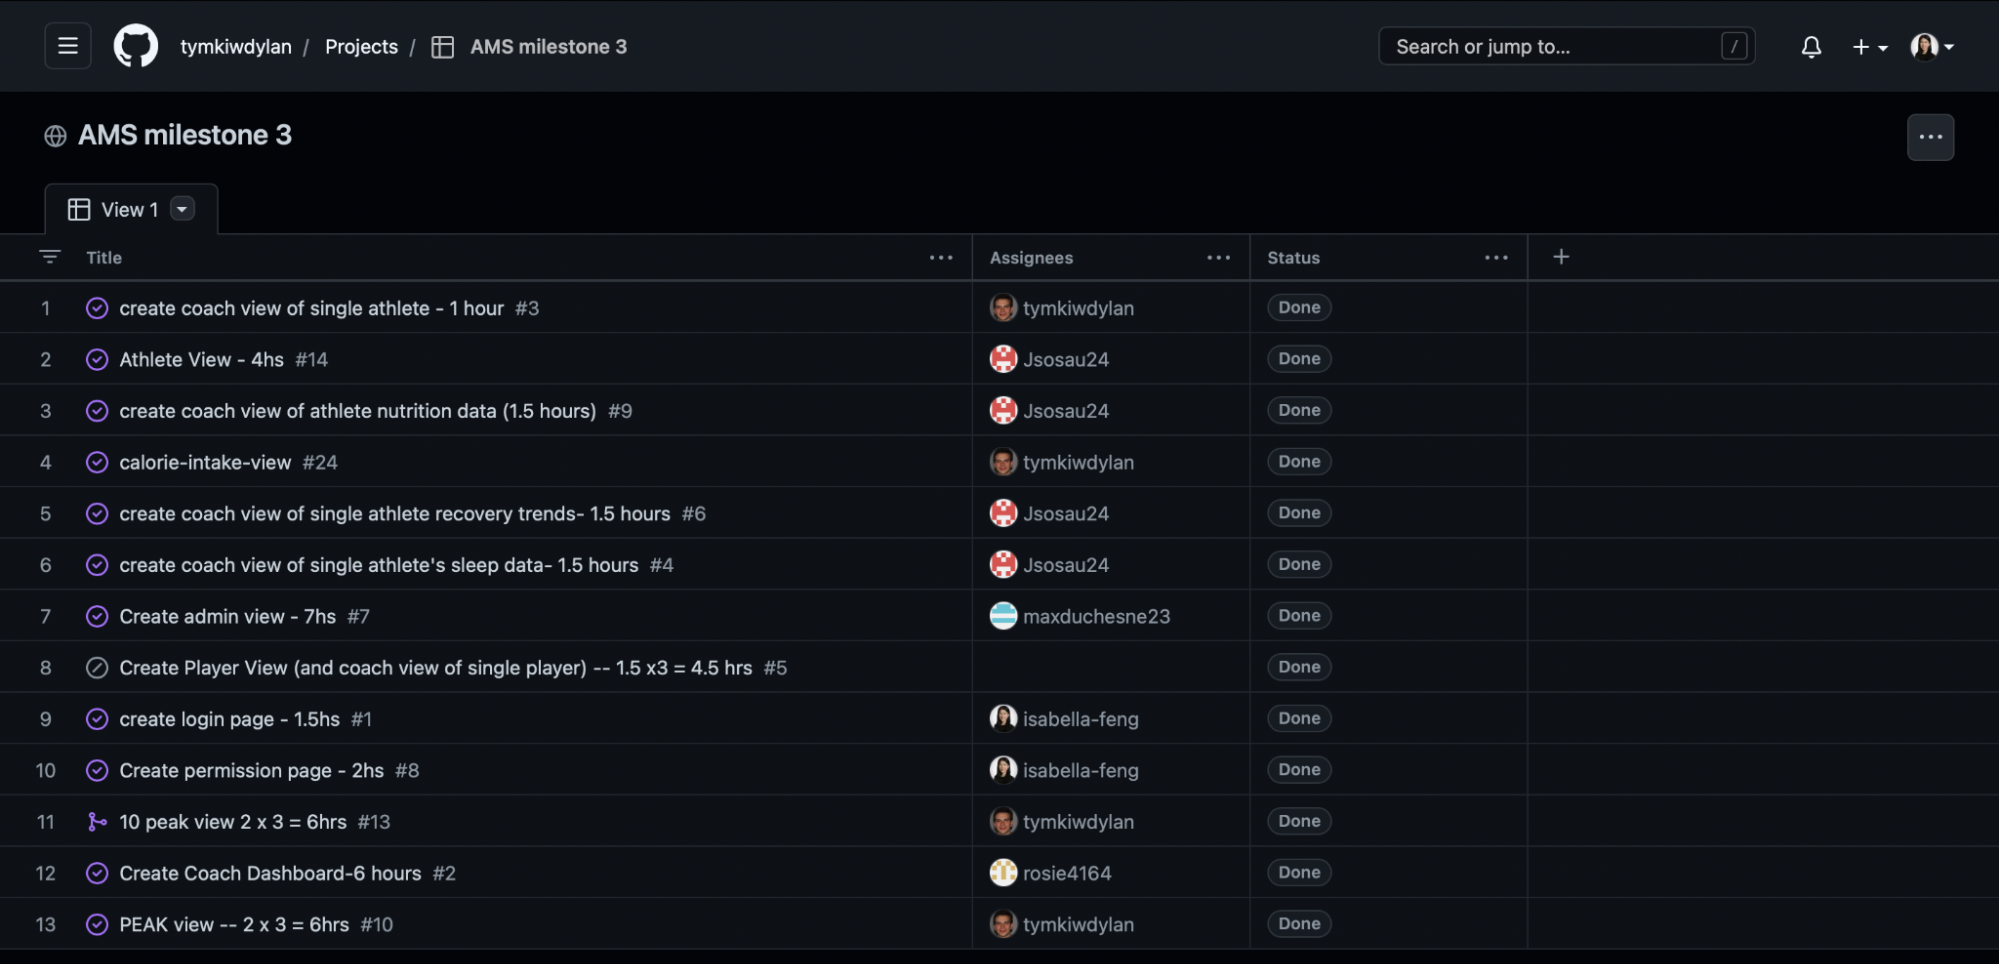 tymkiwdylan / Projects / AMS milestone 3 Search or jump to... /
AMS milestone 3
View 1
Title Assignees Status
1 create coach view of single athlete - 1 hour #3 tymkiwdylan Done
2 Athlete View - 4hs #14 Jsosau24 Done
3 create coach view of athlete nutrition data (1.5 hours) #9 Jsosau24 Done
4 calorie-intake-view #24 tymkiwdylan Done
5 create coach view of single athlete recovery trends- 1.5 hours #6 Jsosau24 Done
6 create coach view of single athlete's sleep data- 1.5 hours #4 Jsosau24 Done
7 Create admin view - 7hs #7 maxduchesne23 Done
8 Create Player View (and coach view of single player) -- 1.5 x3 = 4.5 hrs #5 Done
9 create login page - 1.5hs #1 isabella-feng Done
10 Create permission page - 2hs #8 isabella-feng Done
11 10 peak view 2 x 3 = 6hrs #13 tymkiwdylan Done
12 Create Coach Dashboard-6 hours #2 rosie4164 Done
13 PEAK view -- 2 x 3 = 6hrs #10 tymkiwdylan Done